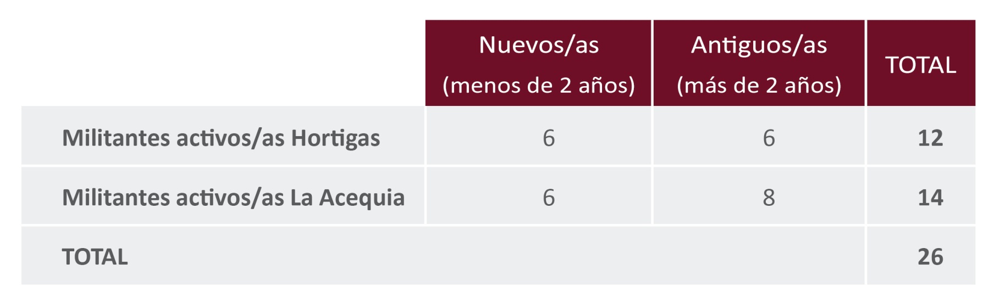 Nuevos/as
(menos de 2 años)
Antiguos/as
(más de 2 años)
TOTAL
Militantes activos/as Hortigas 6 6 12
Militantes activos/as La Acequia 6 8 14
TOTAL 26